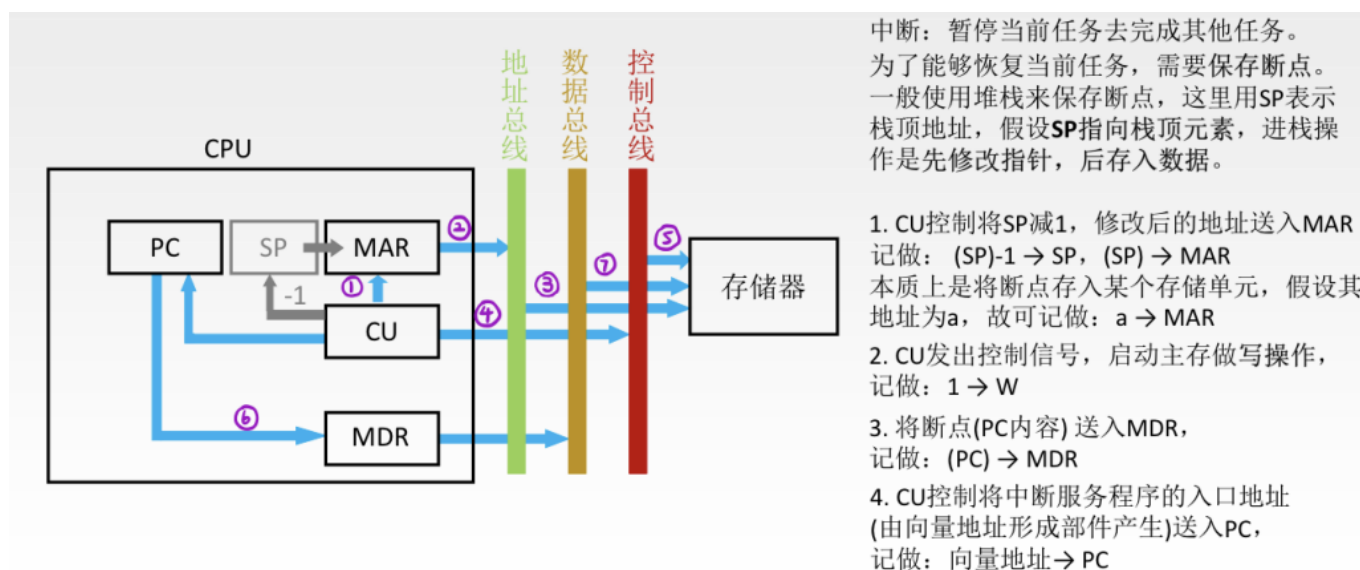 地址总线
数据总线
控制总线
CPU
PC
SP
MAR
②
⑤
⑦
-1
①
③
存储器
CU
④
⑥
MDR
中断：暂停当前任务去完成其他任务。
为了能够恢复当前任务，需要保存断点。
一般使用堆栈来保存断点，这里用SP表示
栈顶地址，假设SP指向栈顶元素，进栈操
作是先修改指针，后存入数据。
1. CU控制将SP减1，修改后的地址送入MAR
记做： (SP)-1 → SP，(SP) → MAR
本质上是将断点存入某个存储单元，假设其
地址为a，故可记做：a → MAR
2. CU发出控制信号，启动主存做写操作，
记做：1 → W
3. 将断点(PC内容) 送入MDR，
记做：(PC) → MDR
4. CU控制将中断服务程序的入口地址
(由向量地址形成部件产生)送入PC，
记做：向量地址→ PC